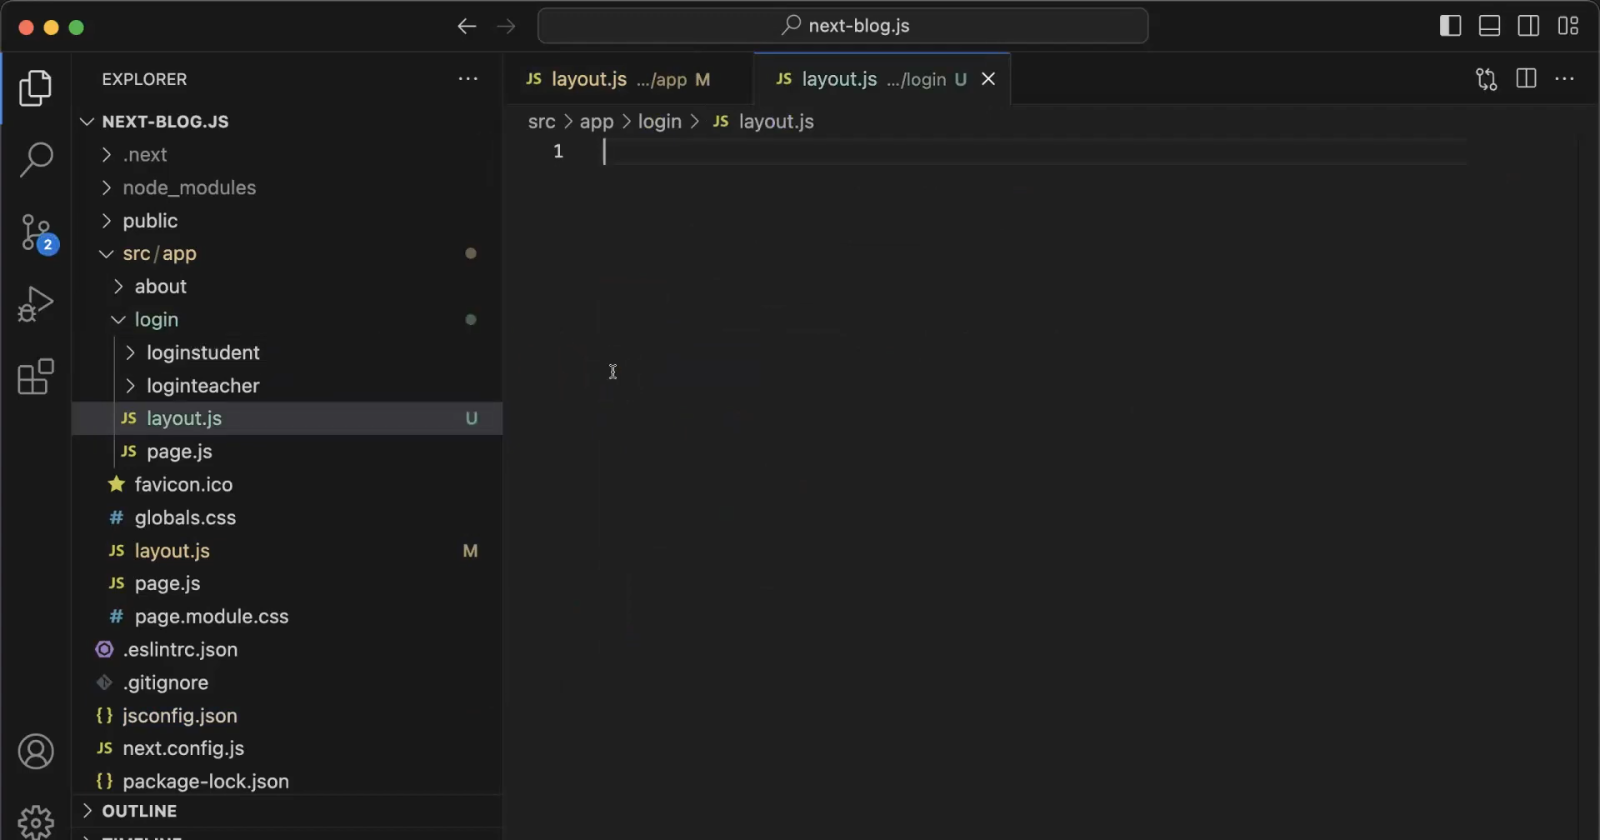 next-blog.js
EXPLORER
JS layout.js .../app M
JS layout.js .../login U
NEXT-BLOG.JS
src > app > login > JS layout.js
1
.next
node_modules
public
2
src/app
about
login
loginstudent
loginteacher
JS layout.js U
JS page.js
favicon.ico
# globals.css
JS layout.js M
JS page.js
# page.module.css
.eslintrc.json
.gitignore
{} jsconfig.json
JS next.config.js
{} package-lock.json
OUTLINE
TIMELINE